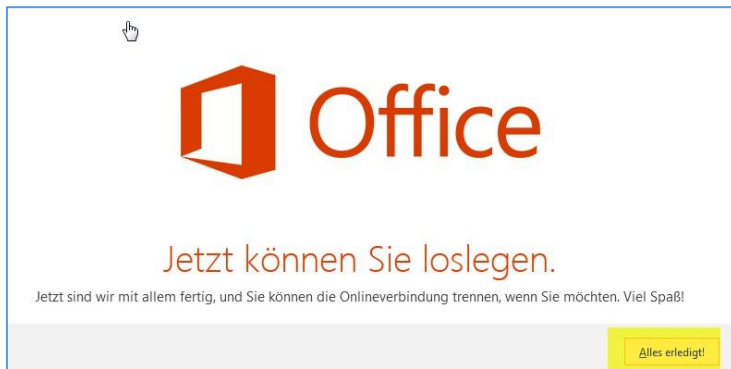 Office
Jetzt können Sie loslegen.
Jetzt sind wir mit allem fertig, und Sie können die Onlineverbindung trennen, wenn Sie möchten. Viel Spaß!
Alles erledigt!